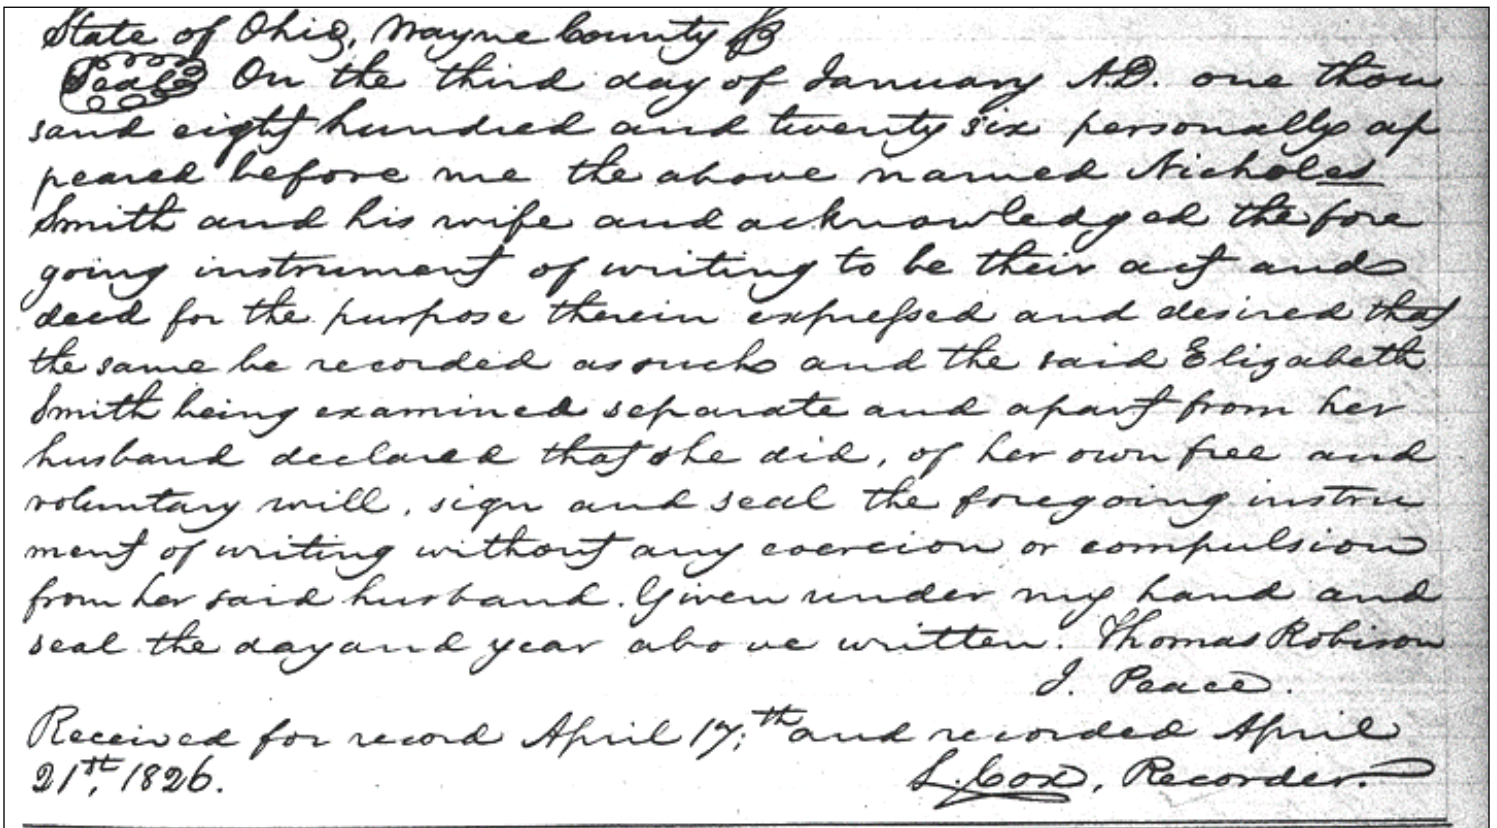 State of Ohio, Wayne County ss
Seal On the third day of January A.D. one thou
sand eight hundred and twenty six personally ap
peared before me the above named Nicholes
Smith and his wife and acknowledged the fore
going instrument of writing to be their act and
deed for the purpose therein expressed and desired that
the same be recorded as such and the said Elizabeth
Smith being examined separate and apart from her
husband declared that she did, of her own free and
voluntary will, sign and seal the foregoing instru
ment of writing without any coercion or compulsion
from her said husband. Given under my hand and
seal the day and year above written. Thomas Robison
J. Peace.
Received for record April 17,th and recorded April
21st, 1826. L. Cox, Recorder.